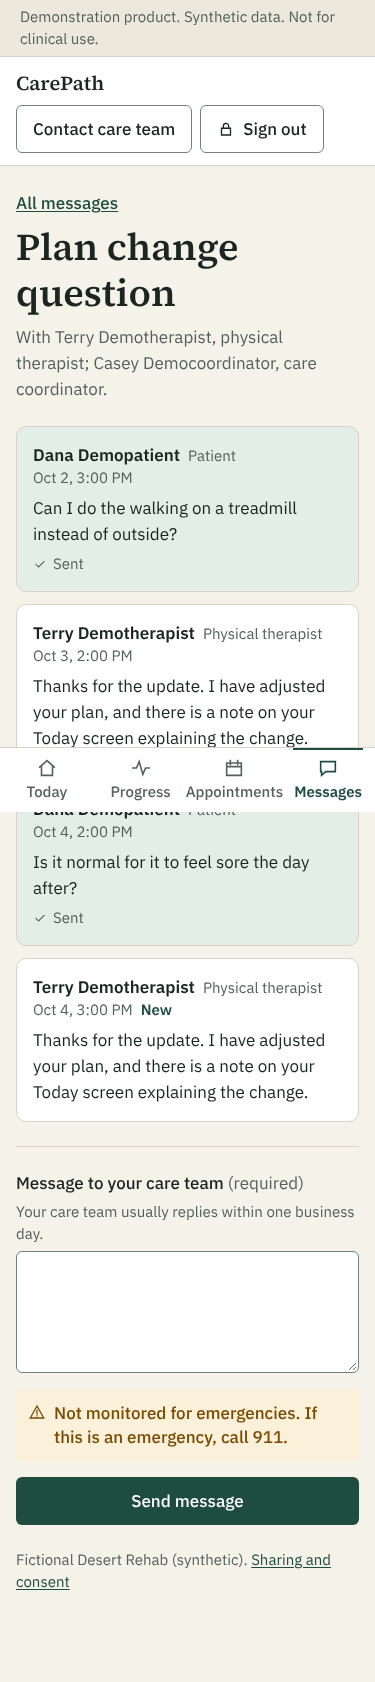 Demonstration product. Synthetic data. Not for
clinical use.
CarePath
Contact care team
Sign out
All messages
Plan change
question
With Terry Demotherapist, physical
therapist; Casey Democoordinator, care
coordinator.
Dana Demopatient Patient
Oct 2, 3:00 PM
Can I do the walking on a treadmill
instead of outside?
Sent
Terry Demotherapist Physical therapist
Oct 3, 2:00 PM
Thanks for the update. I have adjusted
your plan, and there is a note on your
Today screen explaining the change.
Today
Progress
Appointments
Messages
Dana Demopatient Patient
Oct 4, 2:00 PM
Is it normal for it to feel sore the day
after?
Sent
Terry Demotherapist Physical therapist
Oct 4, 3:00 PM New
Thanks for the update. I have adjusted
your plan, and there is a note on your
Today screen explaining the change.
Message to your care team (required)
Your care team usually replies within one business
day.
Not monitored for emergencies. If
this is an emergency, call 911.
Send message
Fictional Desert Rehab (synthetic). Sharing and
consent